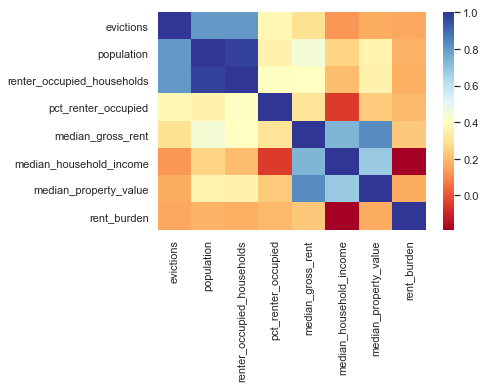 evictions
population
renter_occupied_households
pct_renter_occupied
median_gross_rent
median_household_income
median_property_value
rent_burden
evictions
population
renter_occupied_households
pct_renter_occupied
median_gross_rent
median_household_income
median_property_value
rent_burden
1.0
0.8
0.6
0.4
0.2
0.0